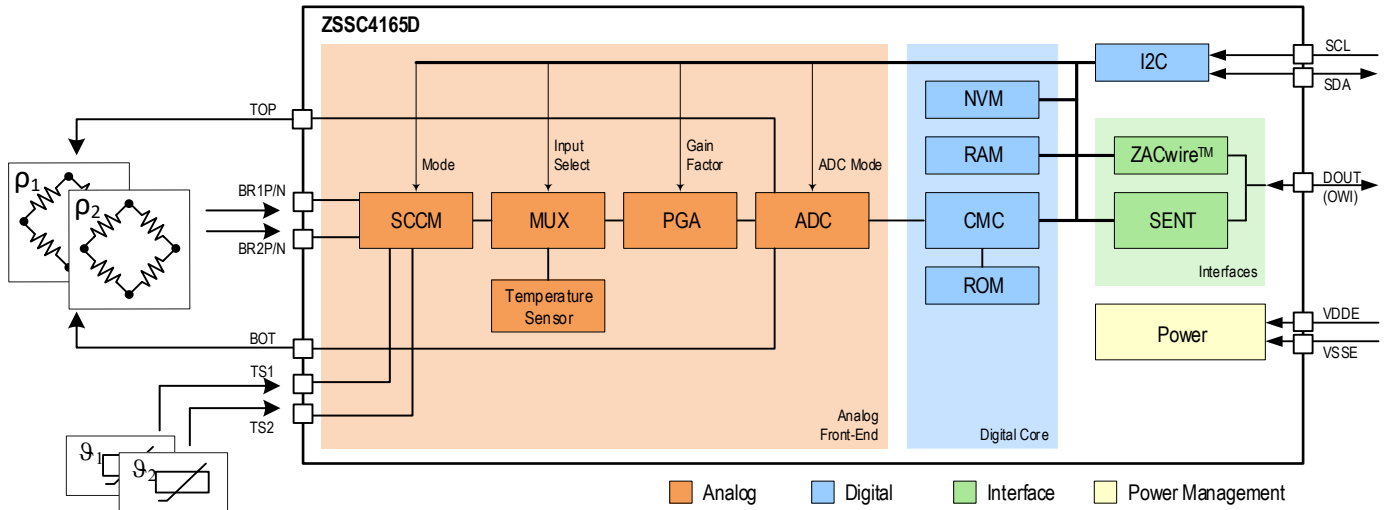 ZSSC4165D
I2C
SCL
SDA
NVM
TOP
Mode
Input
Select
Gain
Factor
ADC Mode
RAM
ZACwire™
ρ1
ρ2
BR1P/N
BR2P/N
SCCM
MUX
PGA
ADC
CMC
SENT
DOUT
(OWI)
Interfaces
ROM
Temperature
Sensor
Power
VDDE
VSSE
BOT
TS1
TS2
Analog
Front-End
Digital Core
ϑ1
ϑ2
Analog
Digital
Interface
Power Management